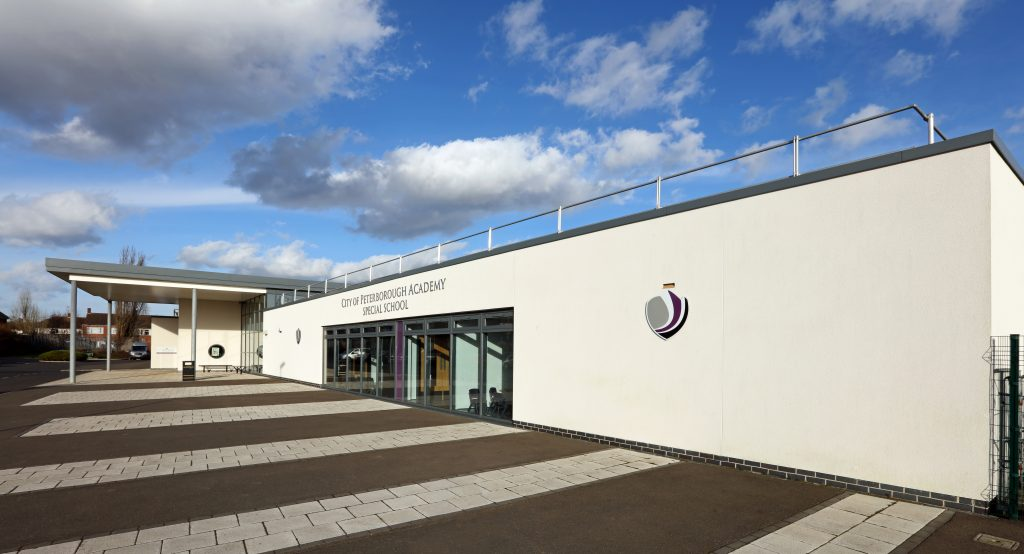 CITY OF PETERBOROUGH ACADEMY
SPECIAL SCHOOL